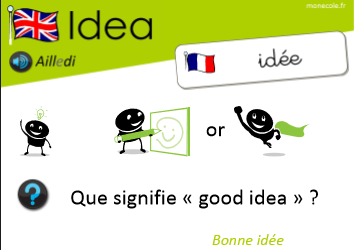 monecole.fr
Idea
Ailledi
idée
or
?
Que signifie « good idea » ?
Bonne idée